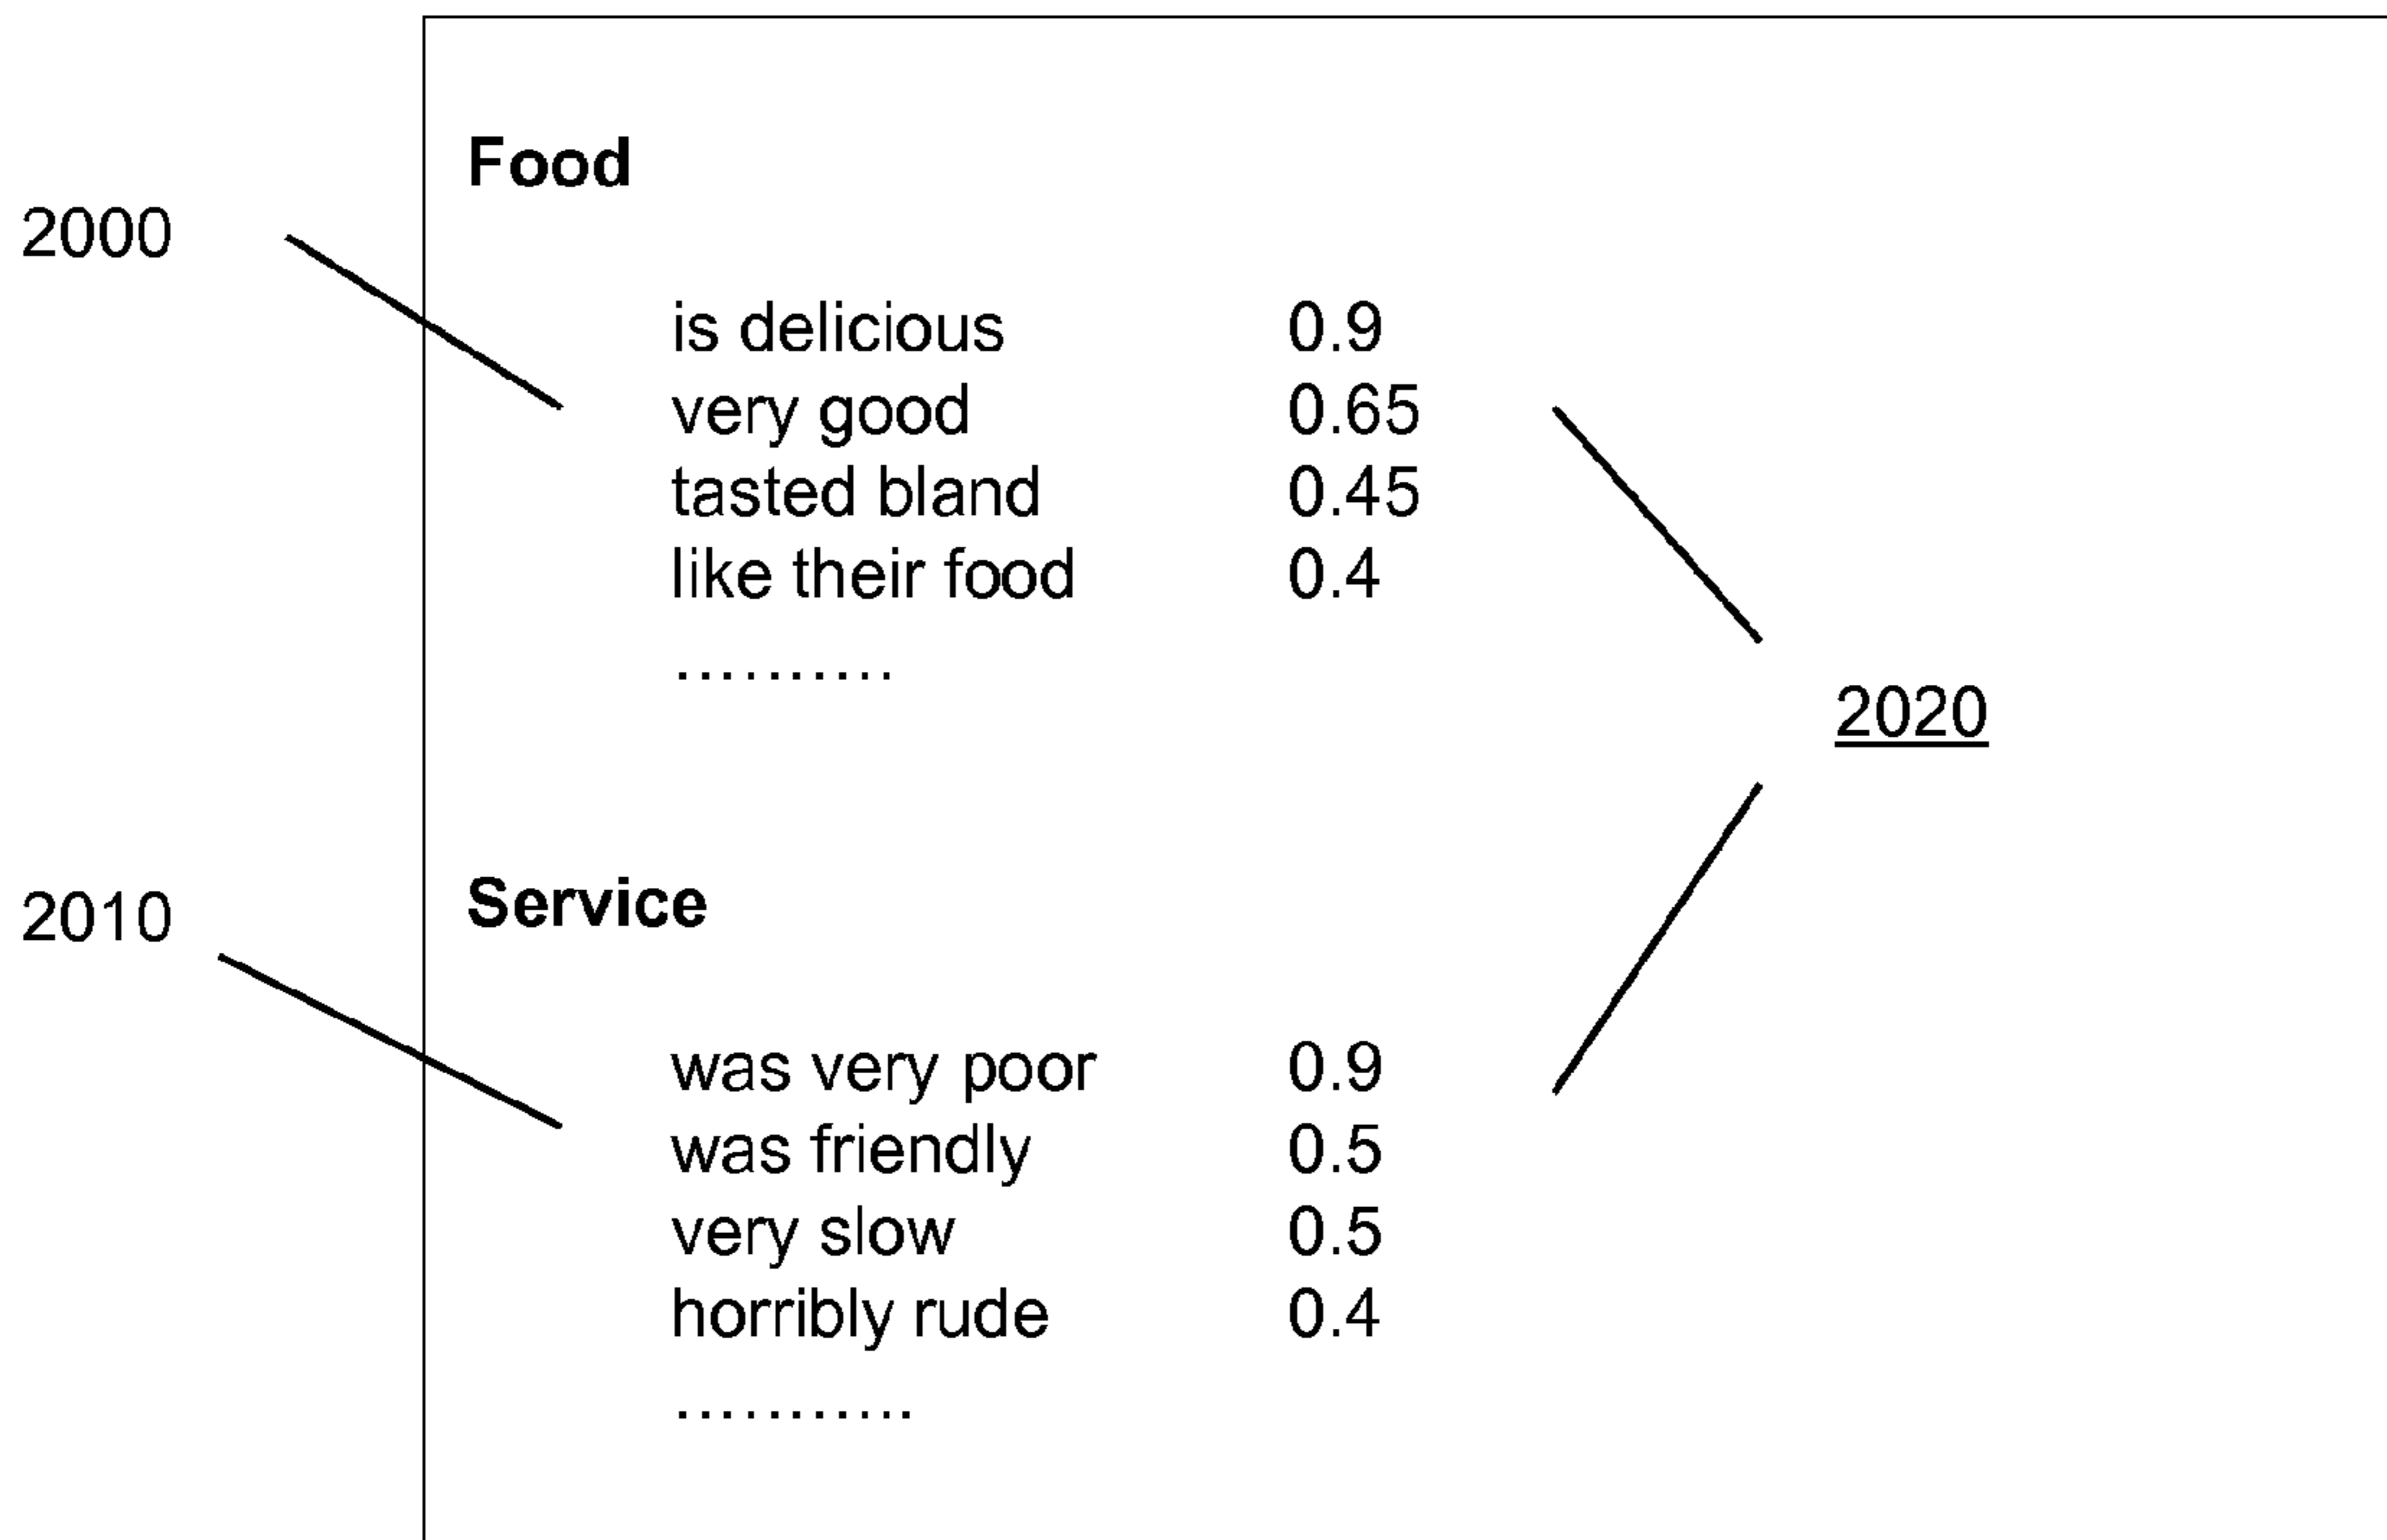 Food
2000
is delicious 0.9
very good 0.65
tasted bland 0.45
like their food 0.4
..........
2020
Service
2010
was very poor 0.9
was friendly 0.5
very slow 0.5
horribly rude 0.4
...........